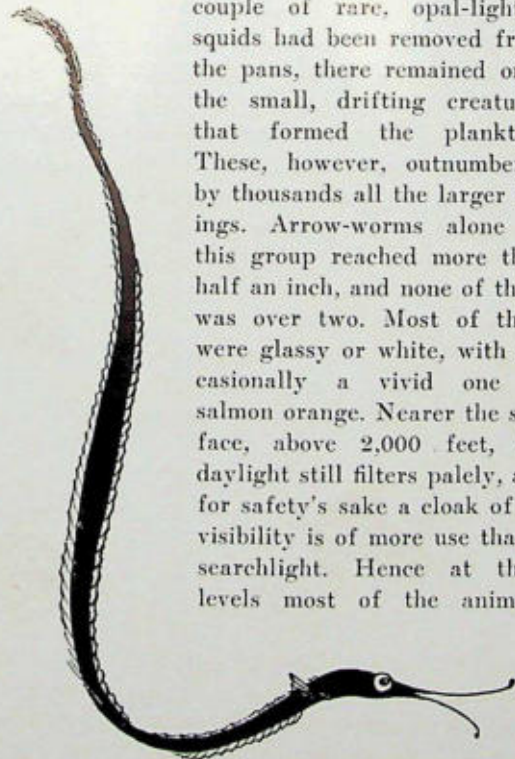 couple of rare, opal-light
squids had been removed fr
the pans, there remained on
the small, drifting creatu
that formed the plankt
These, however, outnumbe
by thousands all the larger
ings. Arrow-worms alone
this group reached more th
half an inch, and none of th
was over two. Most of th
were glassy or white, with
casionally a vivid one
salmon orange. Nearer the s
face, above 2,000 feet,
daylight still filters palely, a
for safety's sake a cloak of
visibility is of more use tha
searchlight. Hence at th
levels most of the anim